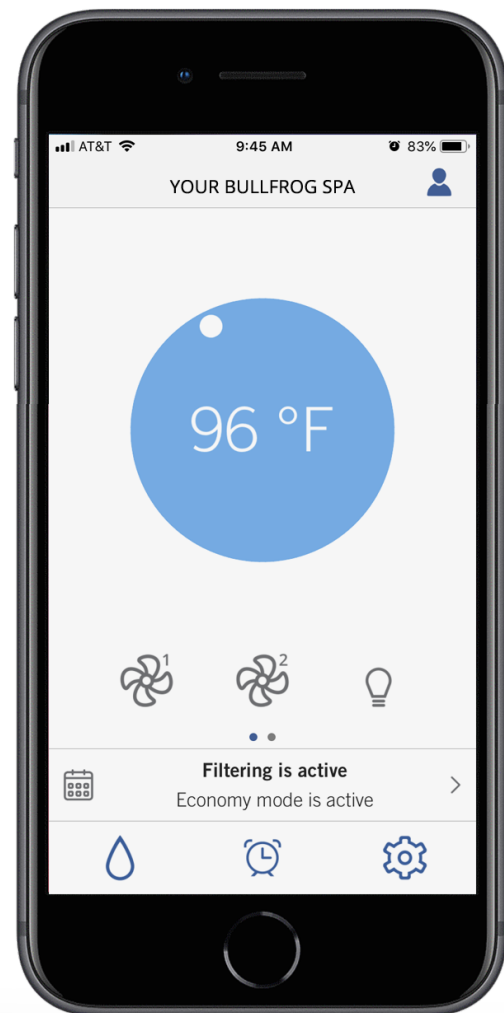 AT&T 9:45 AM 83%
YOUR BULLFROG SPA
96 °F
1 2
Filtering is active
Economy mode is active